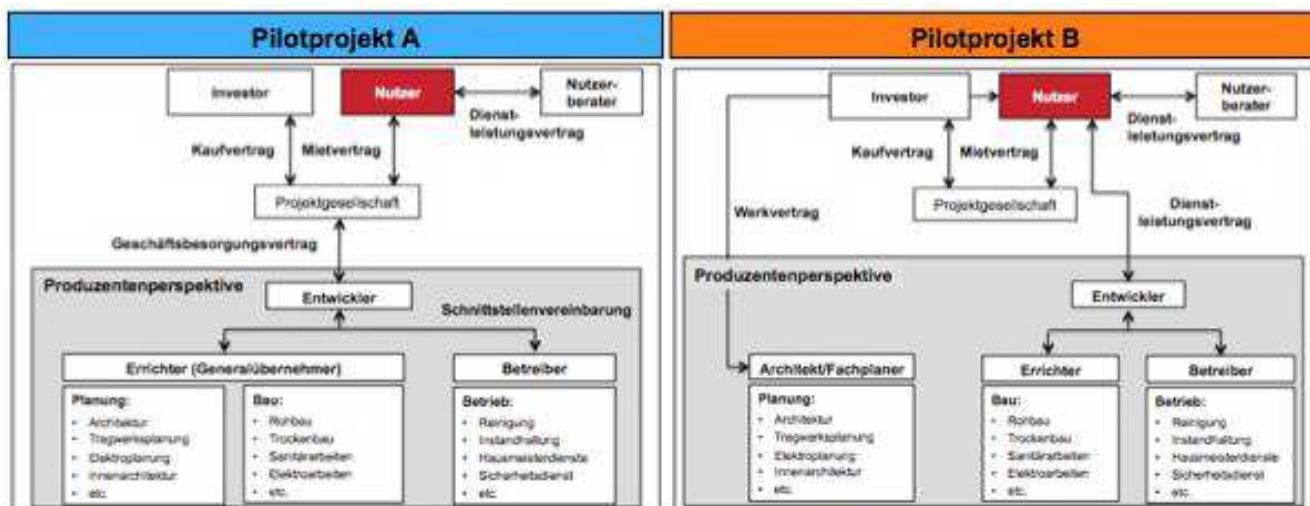 Pilotprojekt A
Investor
Nutzer
Nutzer-
berater
Dienst-
leistungsvertrag
Kaufvertrag
Mietvertrag
Projektgesellschaft
Geschäftsbesorgungsvertrag
Produzentenperspektive
Entwickler
Schnittstellenvereinbarung
Errichter (Generalübernehmer)
Betreiber
Planung:
• Architektur
• Tragwerksplanung
• Elektroplanung
• Innenarchitektur
• etc.
Bau:
• Rohbau
• Trockenbau
• Sanitärarbeiten
• Elektroarbeiten
• etc.
Betrieb:
• Reinigung
• Instandhaltung
• Hausmeisterdienste
• Sicherheitsdienst
• etc.
Pilotprojekt B
Investor
Nutzer
Nutzer-
berater
Dienst-
leistungsvertrag
Kaufvertrag
Mietvertrag
Projektgesellschaft
Werkvertrag
Dienst-
leistungsvertrag
Produzentenperspektive
Entwickler
Architekt/Fachplaner
Errichter
Betreiber
Planung:
• Architektur
• Tragwerksplanung
• Elektroplanung
• Innenarchitektur
• etc.
Bau:
• Rohbau
• Trockenbau
• Sanitärarbeiten
• Elektroarbeiten
• etc.
Betrieb:
• Reinigung
• Instandhaltung
• Hausmeisterdienste
• Sicherheitsdienst
• etc.